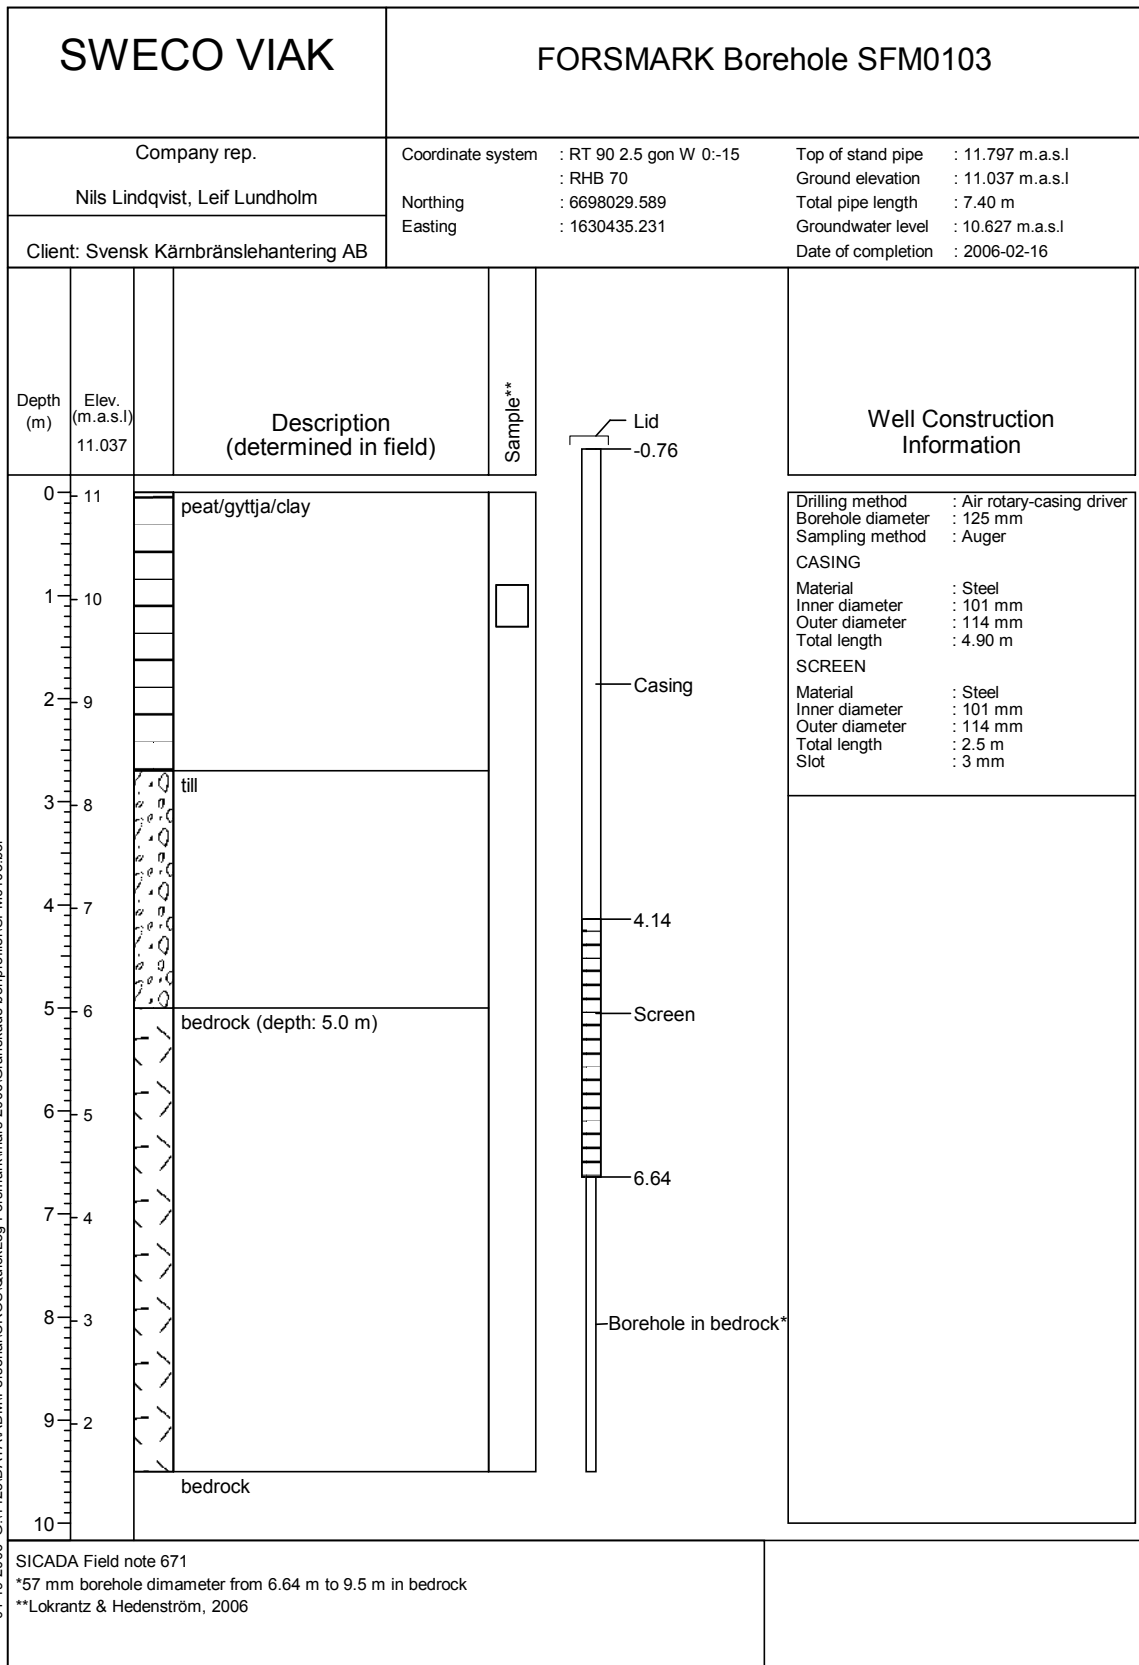 SWECO VIAK
FORSMARK Borehole SFM0103
Company rep.
Nils Lindqvist, Leif Lundholm
Client: Svensk Kärnbränslehantering AB
Coordinate system : RT 90 2.5 gon W 0:-15
: RHB 70
Northing : 6698029.589
Easting : 1630435.231
Top of stand pipe : 11.797 m.a.s.l
Ground elevation : 11.037 m.a.s.l
Total pipe length : 7.40 m
Groundwater level : 10.627 m.a.s.l
Date of completion : 2006-02-16
Depth
(m)
Elev.
(m.a.s.l)
11.037
Description
(determined in field)
Sample**
Lid
-0.76
Well Construction
Information
0
1
2
3
4
5
6
7
8
9
10
11
10
9
8
7
6
5
4
3
2
peat/gyttja/clay
till
bedrock (depth: 5.0 m)
bedrock
Casing
4.14
Screen
6.64
Borehole in bedrock*
Drilling method : Air rotary-casing driver
Borehole diameter : 125 mm
Sampling method : Auger
CASING
Material : Steel
Inner diameter : 101 mm
Outer diameter : 114 mm
Total length : 4.90 m
SCREEN
Material : Steel
Inner diameter : 101 mm
Outer diameter : 114 mm
Total length : 2.5 m
Slot : 3 mm
SICADA Field note 671
*57 mm borehole dimameter from 6.64 m to 9.5 m in bedrock
**Lokrantz & Hedenström, 2006